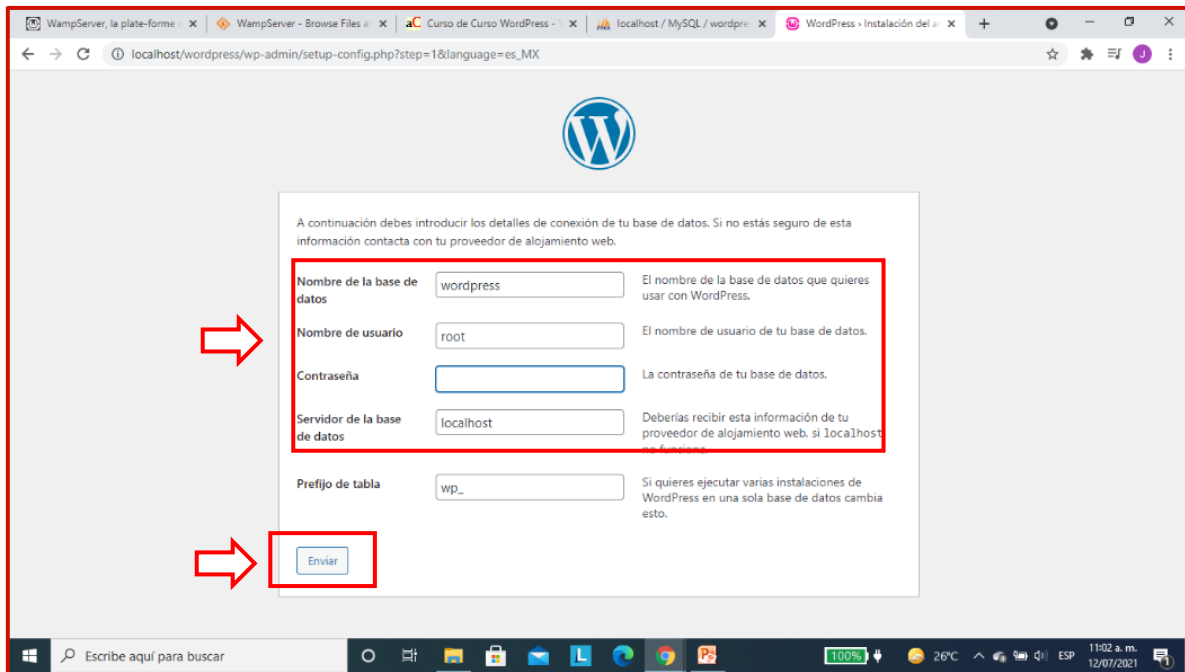 WampServer, la plate-forme
WampServer - Browse Files at
aC Curso de Curso WordPress -
localhost / MySQL / wordpre
WordPress › Instalación del a
localhost/wordpress/wp-admin/setup-config.php?step=1&language=es_MX
J
W
A continuación debes introducir los detalles de conexión de tu base de datos. Si no estás seguro de esta
información contacta con tu proveedor de alojamiento web.
Nombre de la base de
datos
wordpress
El nombre de la base de datos que quieres
usar con WordPress.
Nombre de usuario
root
El nombre de usuario de tu base de datos.
Contraseña
La contraseña de tu base de datos.
Servidor de la base
de datos
localhost
Deberías recibir esta información de tu
proveedor de alojamiento web, si localhost
no funciona.
Prefijo de tabla
wp_
Si quieres ejecutar varias instalaciones de
WordPress en una sola base de datos cambia
esto.
Enviar
Escribe aquí para buscar
L
100%
26°C
ESP
11:02 a. m.
12/07/2021
1